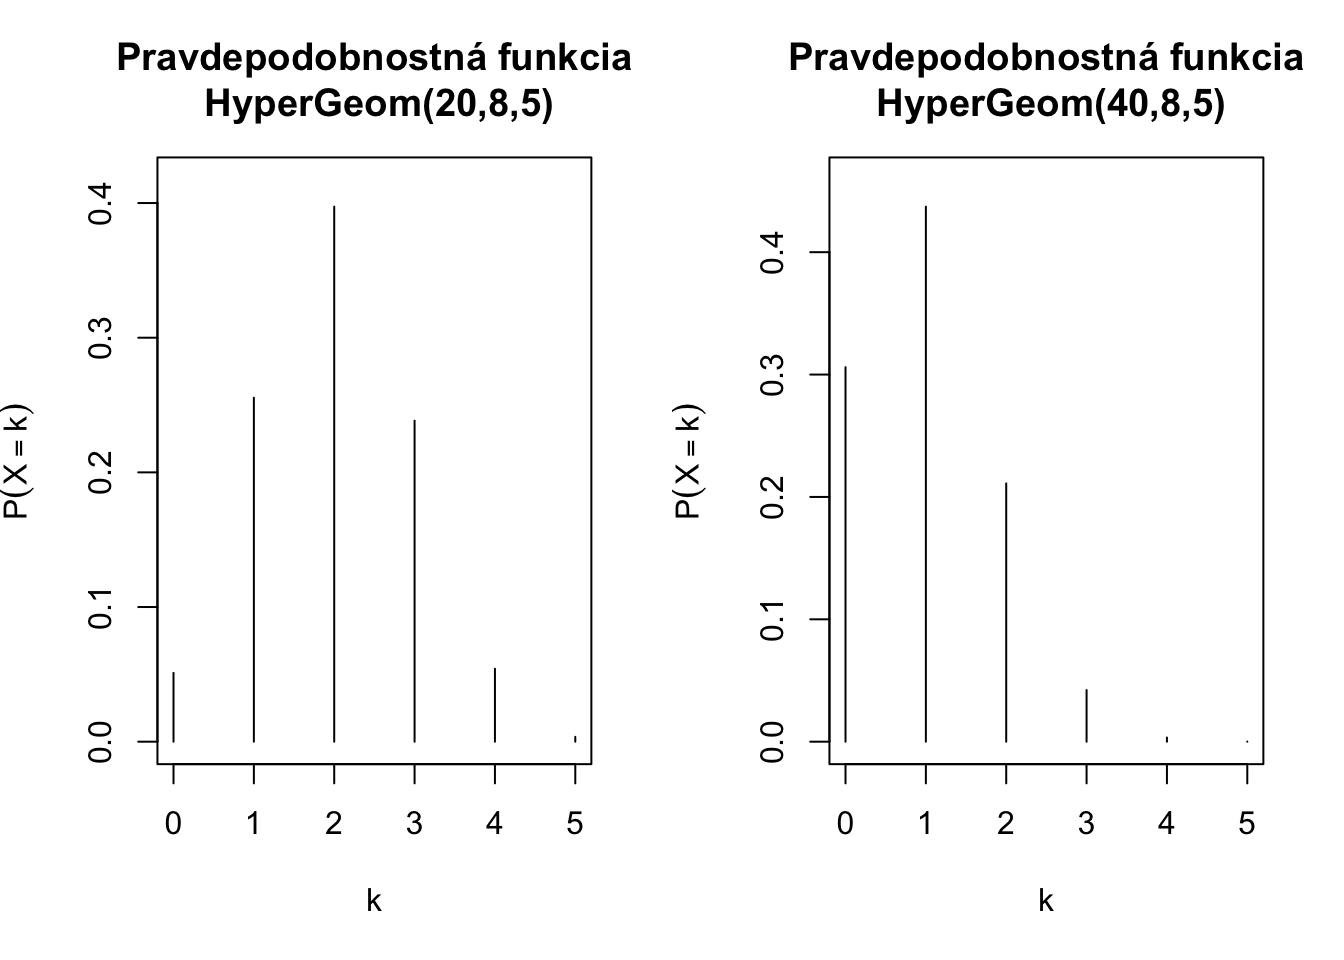 Pravdepodobnostná funkcia
HyperGeom(20,8,5)
P(X = k)
0.4
0.3
0.2
0.1
0.0
0 1 2 3 4 5
k
Pravdepodobnostná funkcia
HyperGeom(40,8,5)
P(X = k)
0.4
0.3
0.2
0.1
0.0
0 1 2 3 4 5
k